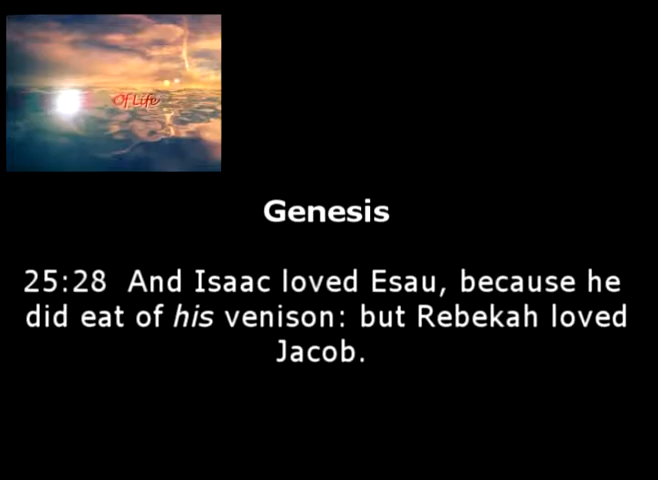 Of Life
Genesis
25:28 And Isaac loved Esau, because he
did eat of his venison: but Rebekah loved
Jacob.